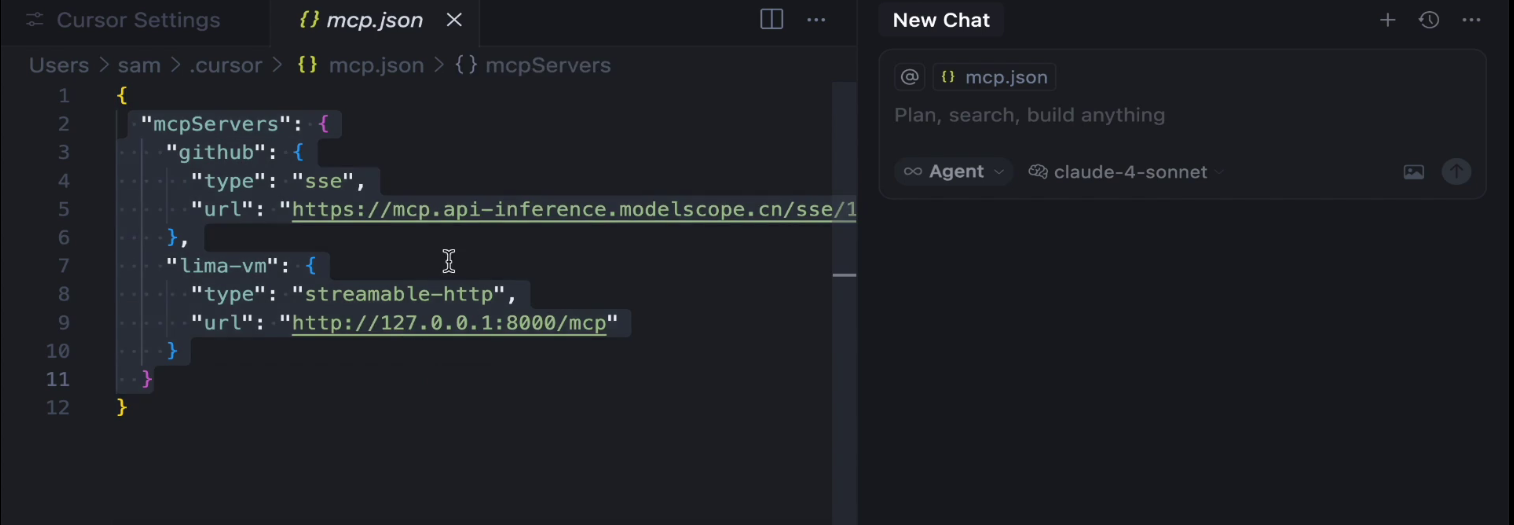 Cursor Settings
{} mcp.json
Users > sam > .cursor > {} mcp.json > {} mcpServers
1 {
2 "mcpServers": {
3 "github": {
4 "type": "sse",
5 "url": "https://mcp.api-inference.modelscope.cn/sse/1
6 },
7 "lima-vm": {
8 "type": "streamable-http",
9 "url": "http://127.0.0.1:8000/mcp"
10 }
11 }
12 }
New Chat
@ {} mcp.json
Plan, search, build anything
∞ Agent claude-4-sonnet